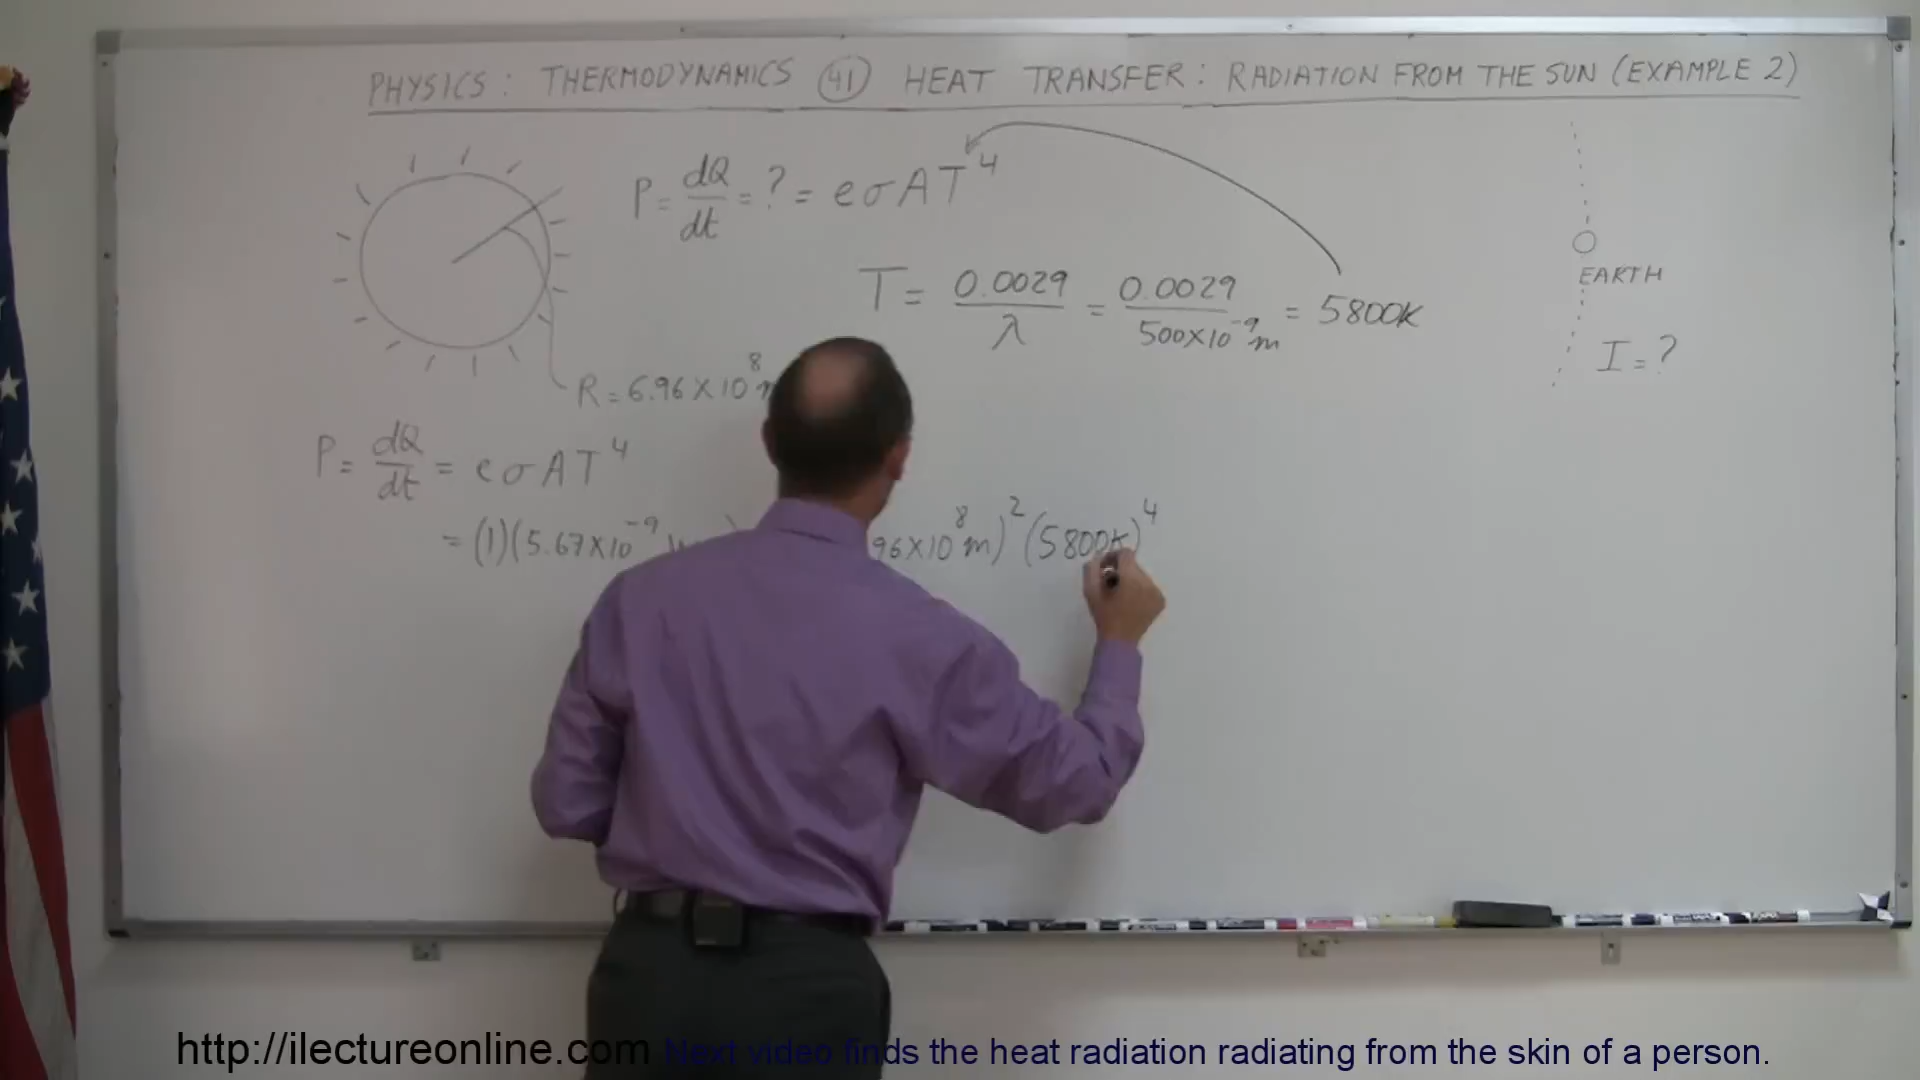 PHYSICS: THERMODYNAMICS 41 HEAT TRANSFER: RADIATION FROM THE SUN (EXAMPLE 2)
P = dQ/dt = ? = eσAT⁴
T = 0.0029/λ = 0.0029/500×10⁻⁹m = 5800K
EARTH
I = ?
R = 6.96×10⁸
P = dQ/dt = eσAT⁴
= (1)(5.67×10⁻⁹ 96×10⁸m)² (5800K)⁴
http://ilectureonline.com Next video finds the heat radiation radiating from the skin of a person.